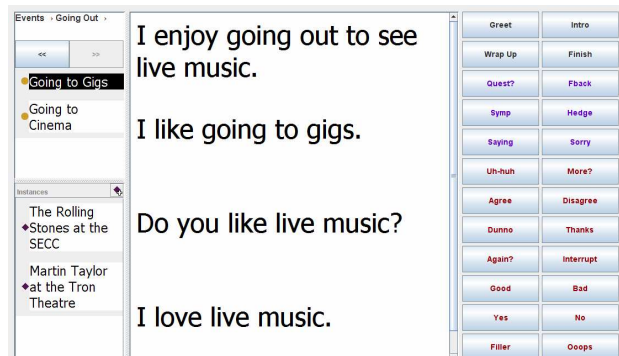 Events › Going Out ›
<< >>
Going to Gigs
Going to
Cinema
Instances
The Rolling
Stones at the
SECC
Martin Taylor
at the Tron
Theatre
I enjoy going out to see
live music.
I like going to gigs.
Do you like live music?
I love live music.
Greet Intro
Wrap Up Finish
Quest? Fback
Symp Hedge
Saying Sorry
Uh-huh More?
Agree Disagree
Dunno Thanks
Again? Interrupt
Good Bad
Yes No
Filler Ooops